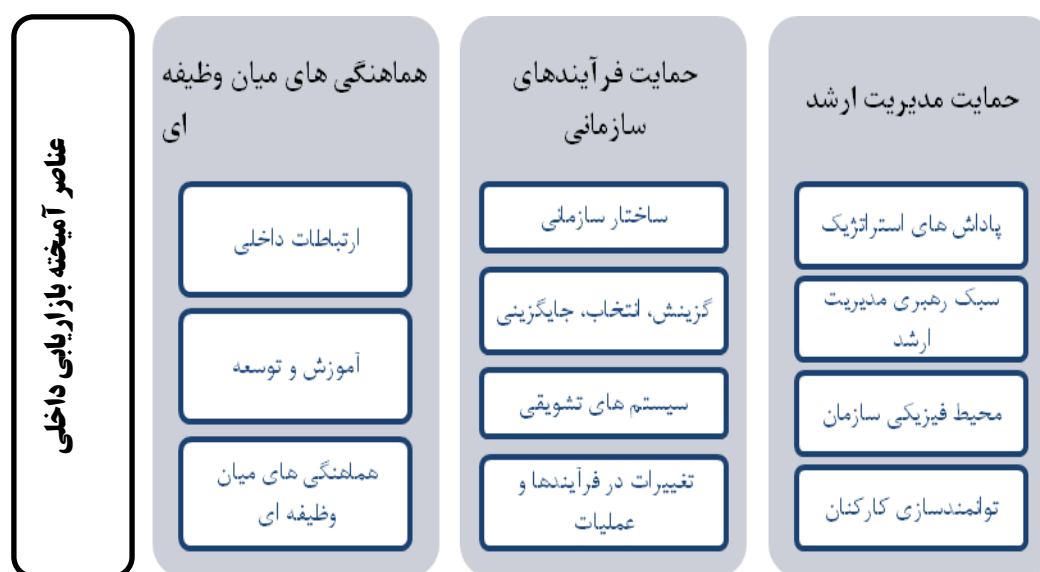 حمایت مدیریت ارشد
پاداش های استراتژیک
سبک رهبری مدیریت
ارشد
محیط فیزیکی سازمان
توانمندسازی کارکنان
حمایت فرآیندهای
سازمانی
ساختار سازمانی
گزینش، انتخاب، جایگزینی
سیستم های تشویقی
تغییرات در فرآیندها و
عملیات
هماهنگی های میان وظیفه
ای
ارتباطات داخلی
آموزش و توسعه
هماهنگی های میان
وظیفه ای
عناصر آمیخته بازاریابی داخلی